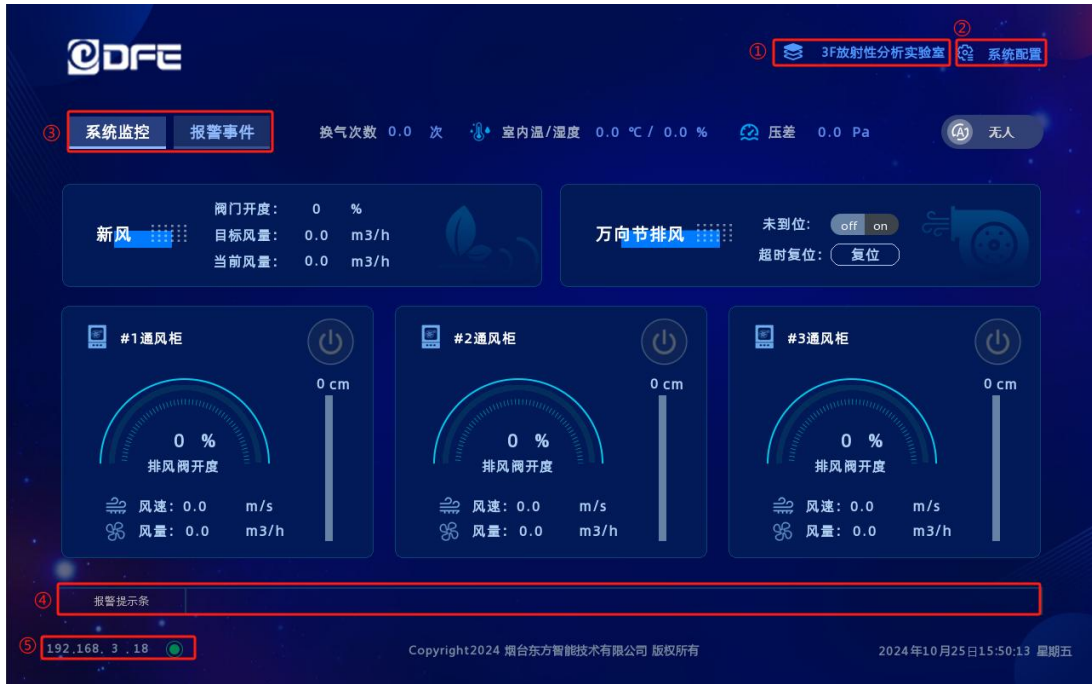 ②
DFE
① 3F放射性分析实验室 系统配置
③ 系统监控 报警事件 换气次数 0.0 次 室内温/湿度 0.0 ℃/ 0.0 % 压差 0.0 Pa A 无人
新风
阀门开度: 0 %
目标风量: 0.0 m3/h
当前风量: 0.0 m3/h
万向节排风
未到位: off on
超时复位: 复位
#1通风柜
0 cm
0 %
排风阀开度
风速: 0.0 m/s
风量: 0.0 m3/h
#2通风柜
0 cm
0 %
排风阀开度
风速: 0.0 m/s
风量: 0.0 m3/h
#3通风柜
0 cm
0 %
排风阀开度
风速: 0.0 m/s
风量: 0.0 m3/h
④ 报警提示条
⑤ 192.168. 3 .18 Copyright2024 烟台东方智能技术有限公司 版权所有 2024年10月25日15:50:13 星期五